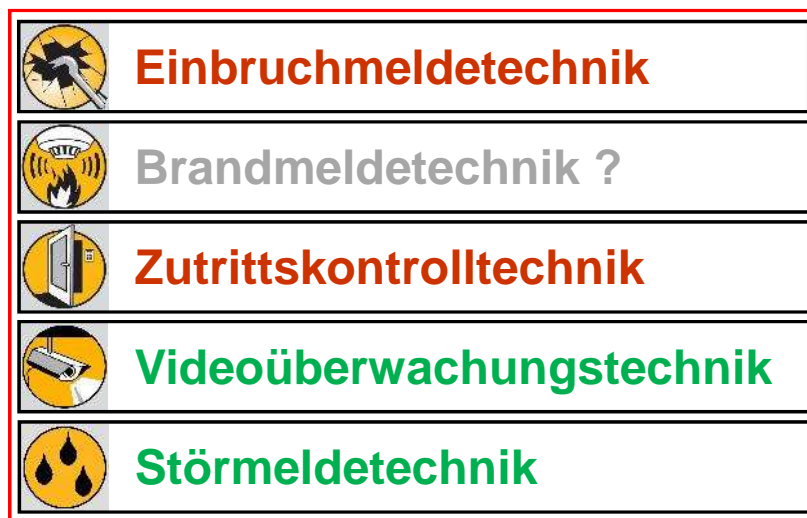 Einbruchmeldetechnik
Brandmeldetechnik ?
Zutrittskontrolltechnik
Videoüberwachungstechnik
Störmeldetechnik